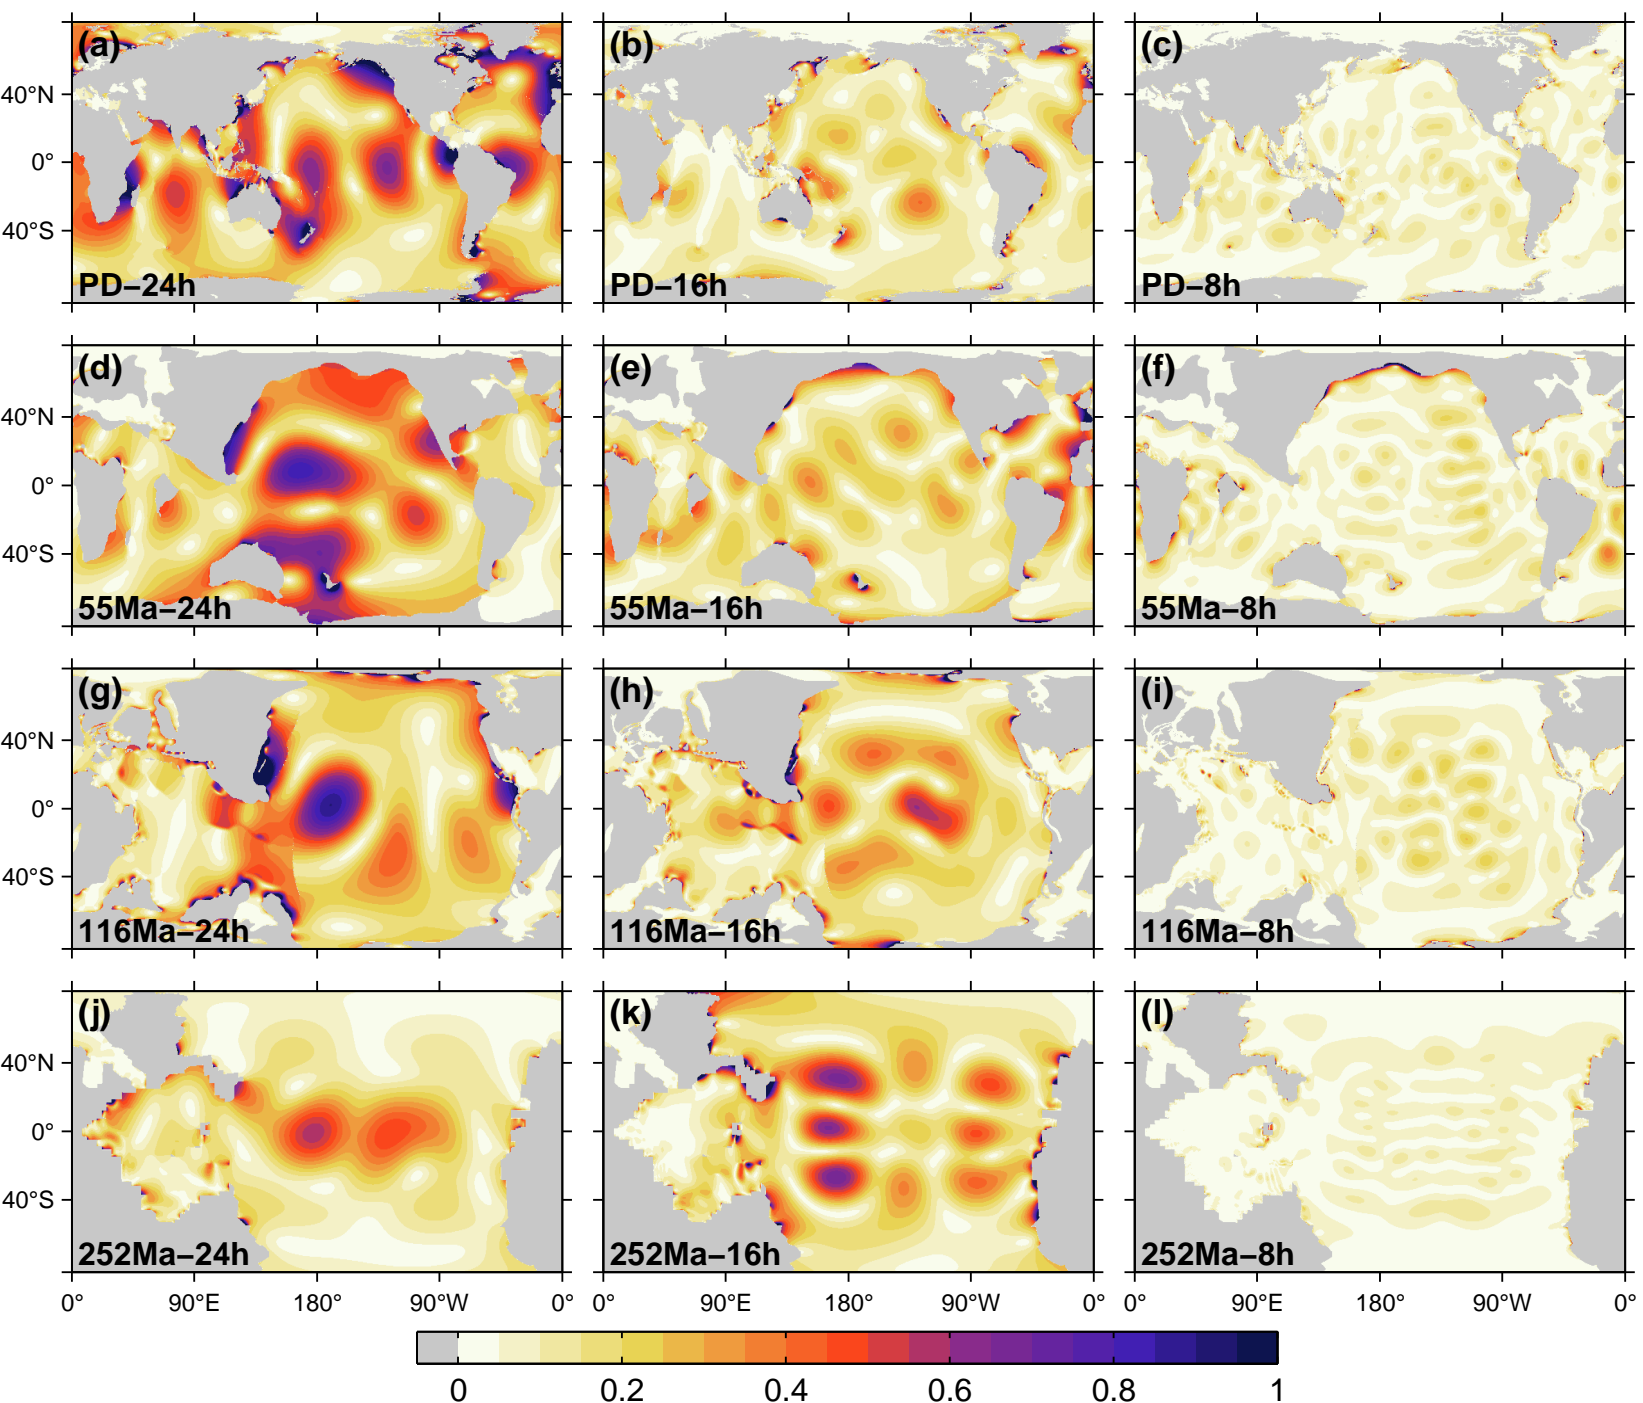 (a) (b) (c)
40°N
0°
40°S
PD–24h PD–16h PD–8h
(d) (e) (f)
40°N
0°
40°S
55Ma–24h 55Ma–16h 55Ma–8h
(g) (h) (i)
40°N
0°
40°S
116Ma–24h 116Ma–16h 116Ma–8h
(j) (k) (l)
40°N
0°
40°S
252Ma–24h 252Ma–16h 252Ma–8h
0° 90°E 180° 90°W 0° 0° 90°E 180° 90°W 0° 0° 90°E 180° 90°W 0°
0 0.2 0.4 0.6 0.8 1